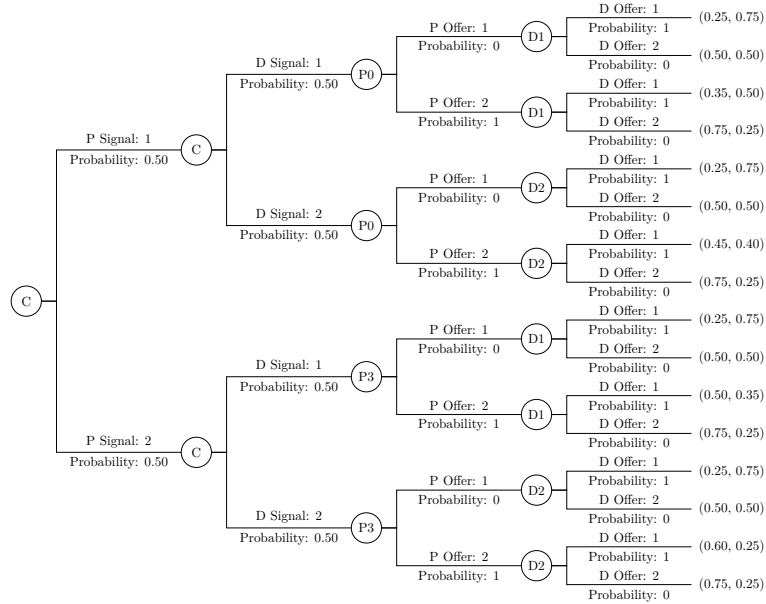 D Offer: 1
(0.25, 0.75)
P Offer: 1
Probability: 1
D1
D Offer: 2
Probability: 0
(0.50, 0.50)
D Signal: 1
Probability: 0
P0
Probability: 0.50
D Offer: 1
(0.35, 0.50)
P Offer: 2
Probability: 1
D1
D Offer: 2
Probability: 1
(0.75, 0.25)
Probability: 0
P Signal: 1
C
Probability: 0.50
D Offer: 1
(0.25, 0.75)
P Offer: 1
Probability: 1
D2
D Offer: 2
Probability: 0
(0.50, 0.50)
D Signal: 2
Probability: 0
P0
Probability: 0.50
D Offer: 1
(0.45, 0.40)
P Offer: 2
Probability: 1
D2
D Offer: 2
Probability: 1
(0.75, 0.25)
Probability: 0
C
D Offer: 1
(0.25, 0.75)
P Offer: 1
Probability: 1
D1
D Offer: 2
Probability: 0
(0.50, 0.50)
D Signal: 1
Probability: 0
P3
Probability: 0.50
D Offer: 1
(0.50, 0.35)
P Offer: 2
Probability: 1
D1
D Offer: 2
Probability: 1
(0.75, 0.25)
Probability: 0
P Signal: 2
C
Probability: 0.50
D Offer: 1
(0.25, 0.75)
P Offer: 1
Probability: 1
D2
D Offer: 2
Probability: 0
(0.50, 0.50)
D Signal: 2
Probability: 0
P3
Probability: 0.50
D Offer: 1
(0.60, 0.25)
P Offer: 2
Probability: 1
D2
D Offer: 2
Probability: 1
(0.75, 0.25)
Probability: 0